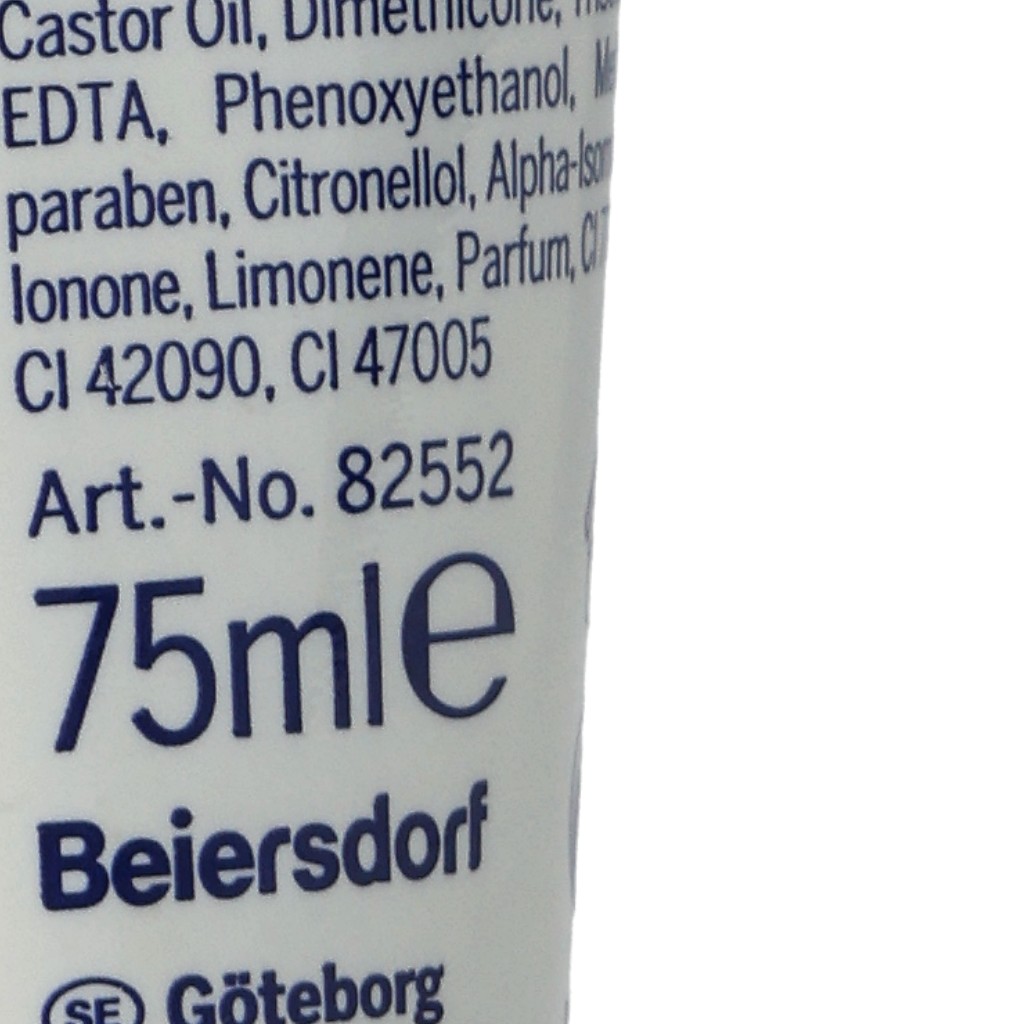 Castor Oil, Dimethicone,
EDTA, Phenoxyethanol,
paraben, Citronellol,
Ionone, Limonene, Parfum, CI
CI 42090, CI 47005
Art.-No. 82552
75ml e
Beiersdorf
SE Göteborg